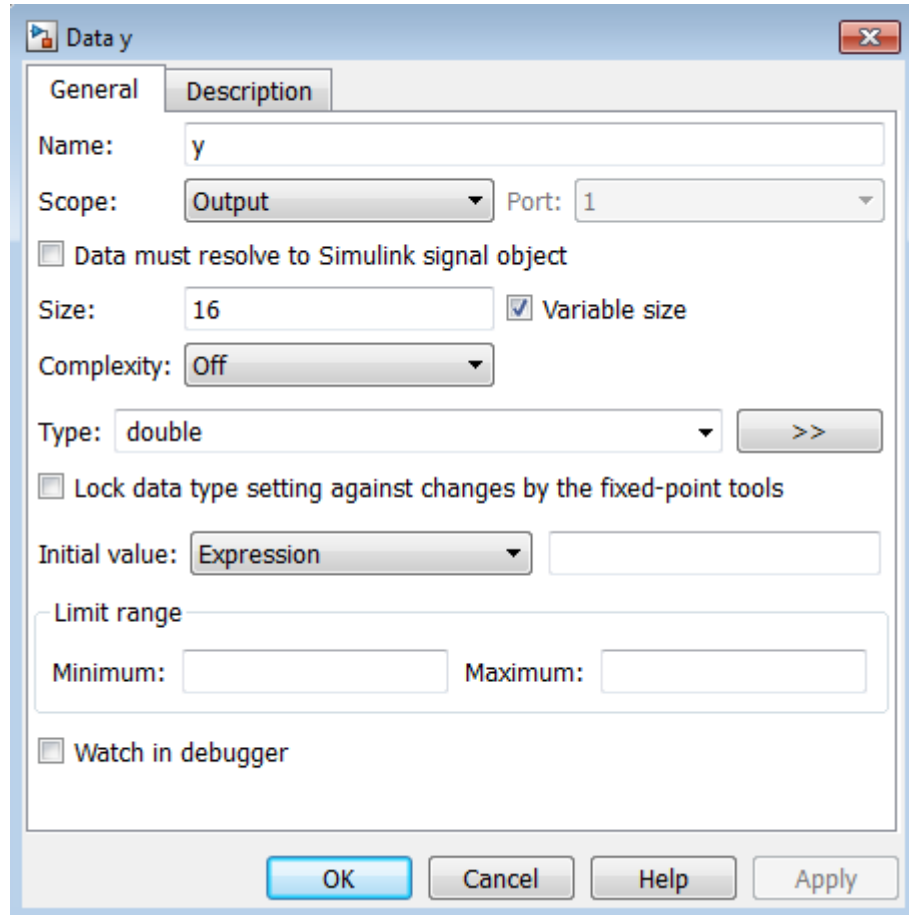 Data y
General Description
Name: y
Scope: Output Port: 1
Data must resolve to Simulink signal object
Size: 16 Variable size
Complexity: Off
Type: double >>
Lock data type setting against changes by the fixed-point tools
Initial value: Expression
Limit range
Minimum: Maximum:
Watch in debugger
OK Cancel Help Apply